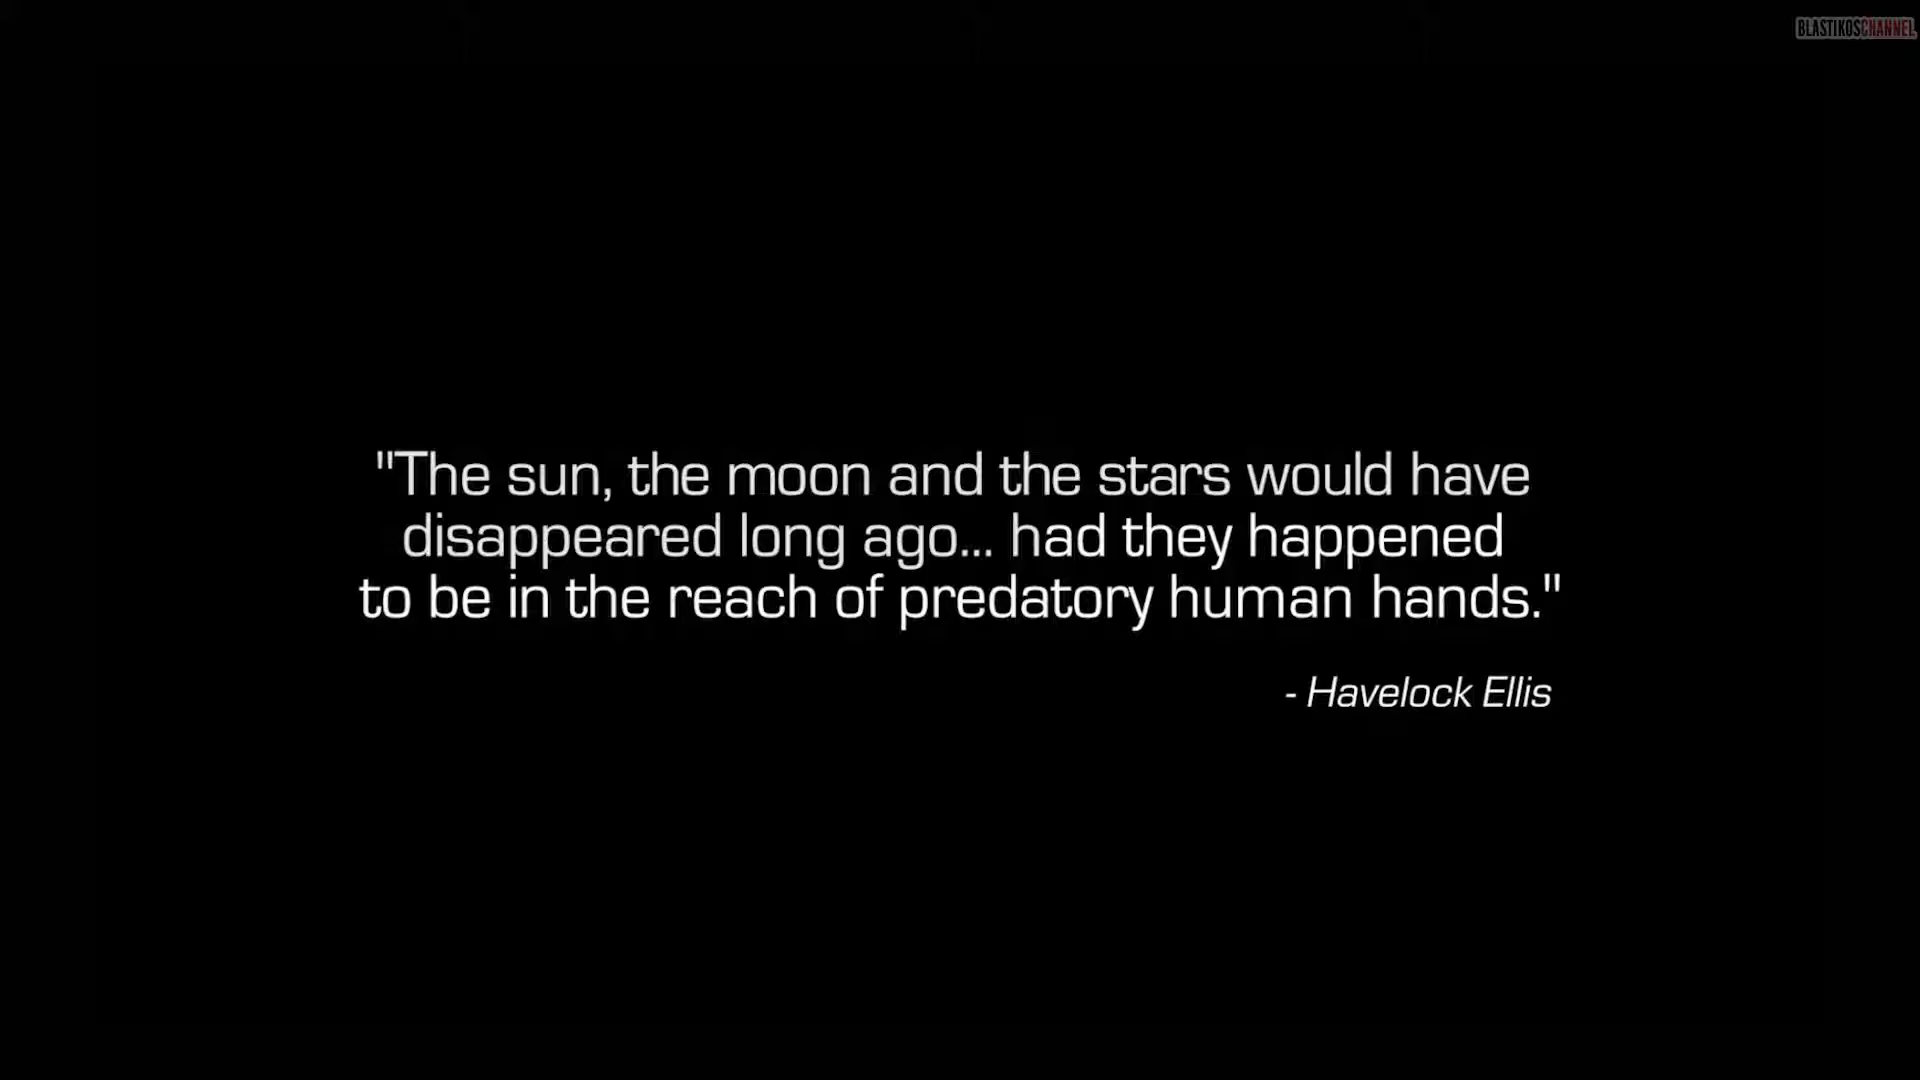 BLASTIKOSCHANNEL
"The sun, the moon and the stars would have
disappeared long ago... had they happened
to be in the reach of predatory human hands."
- Havelock Ellis